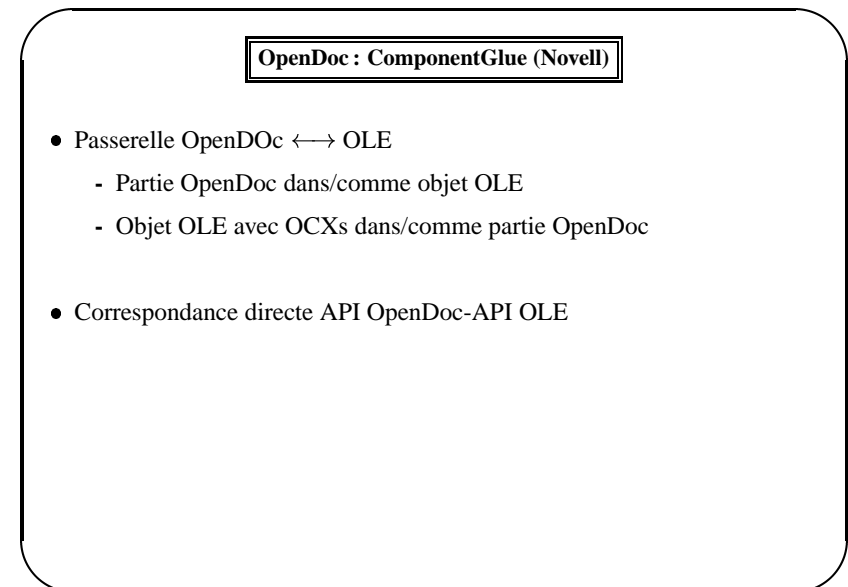 OpenDoc : ComponentGlue (Novell)
• Passerelle OpenDOc ⟷ OLE
- Partie OpenDoc dans/comme objet OLE
- Objet OLE avec OCXs dans/comme partie OpenDoc
• Correspondance directe API OpenDoc-API OLE